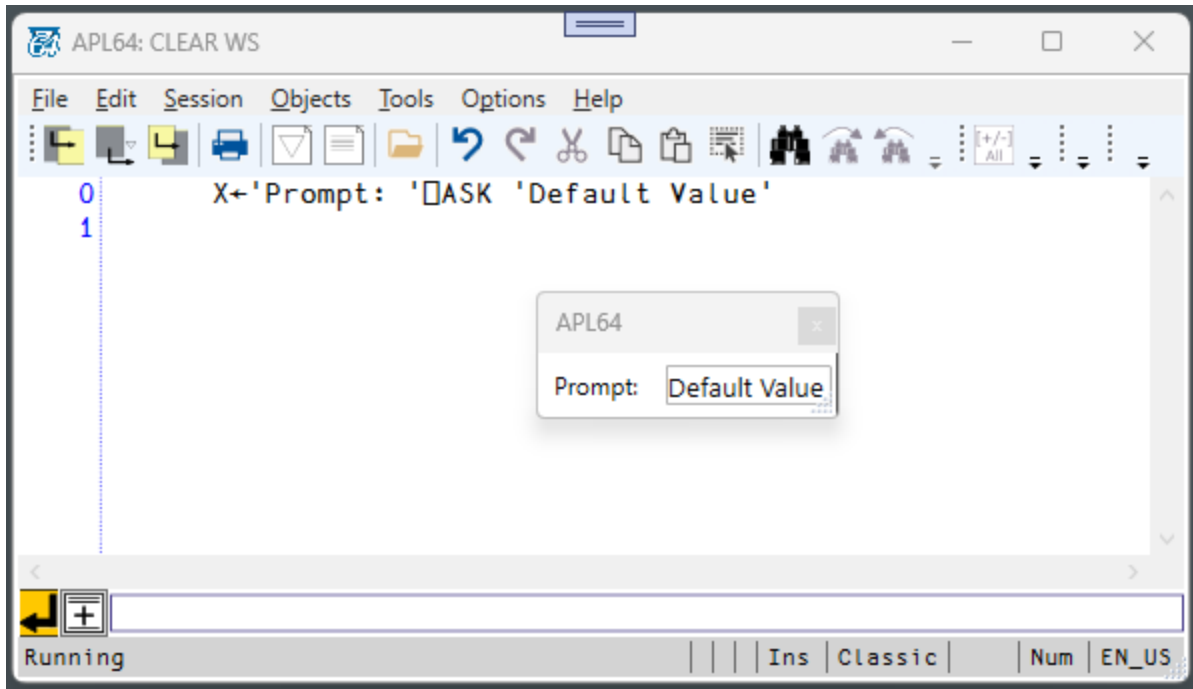 APL64: CLEAR WS
File Edit Session Objects Tools Options Help
[+/-]
All
0 X←'Prompt: '⎕ASK 'Default Value'
1
APL64
x
Prompt: Default Value
Running Ins Classic Num EN_US